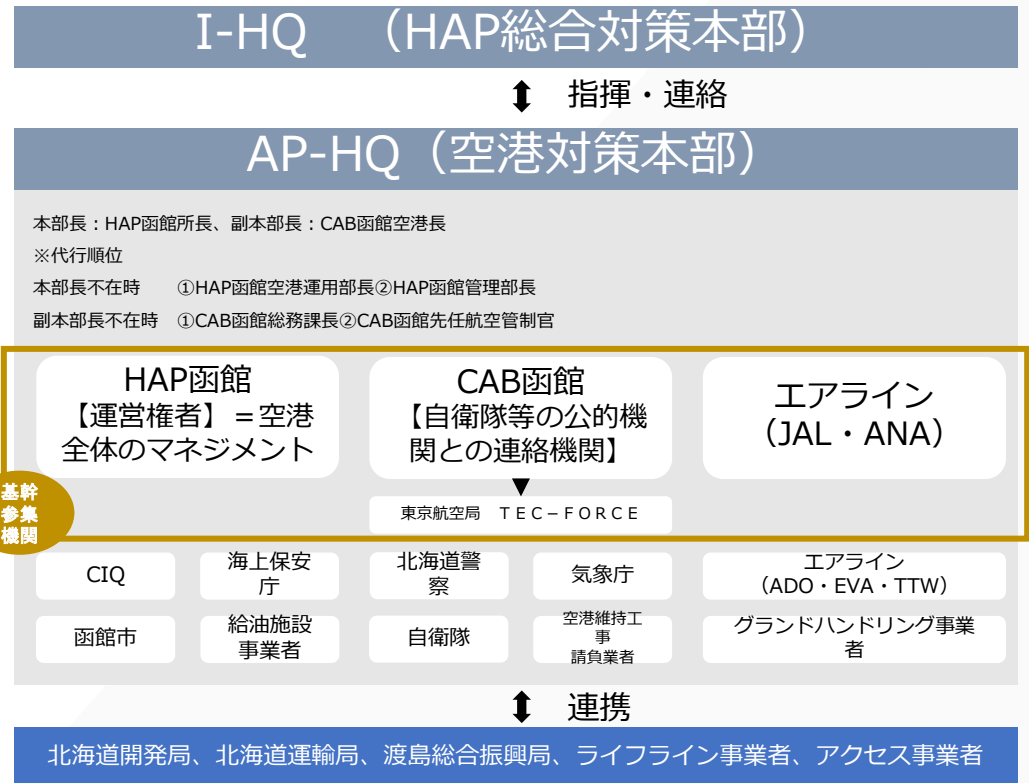 I-HQ （HAP総合対策本部）
指揮・連絡
AP-HQ（空港対策本部）
本部長：HAP函館所長、副本部長：CAB函館空港長
※代行順位
本部長不在時 ①HAP函館空港運用部長②HAP函館管理部長
副本部長不在時 ①CAB函館総務課長②CAB函館先任航空管制官
HAP函館
【運営権者】＝空港
全体のマネジメント
CAB函館
【自衛隊等の公的機
関との連絡機関】
エアライン
（JAL・ANA）
基幹
参集
機関
東京航空局 ＴＥＣ−ＦＯＲＣＥ
CIQ
海上保安
庁
北海道警
察
気象庁
エアライン
（ADO・EVA・TTW）
函館市
給油施設
事業者
自衛隊
空港維持工
事
請負業者
グランドハンドリング事業
者
連携
北海道開発局、北海道運輸局、渡島総合振興局、ライフライン事業者、アクセス事業者